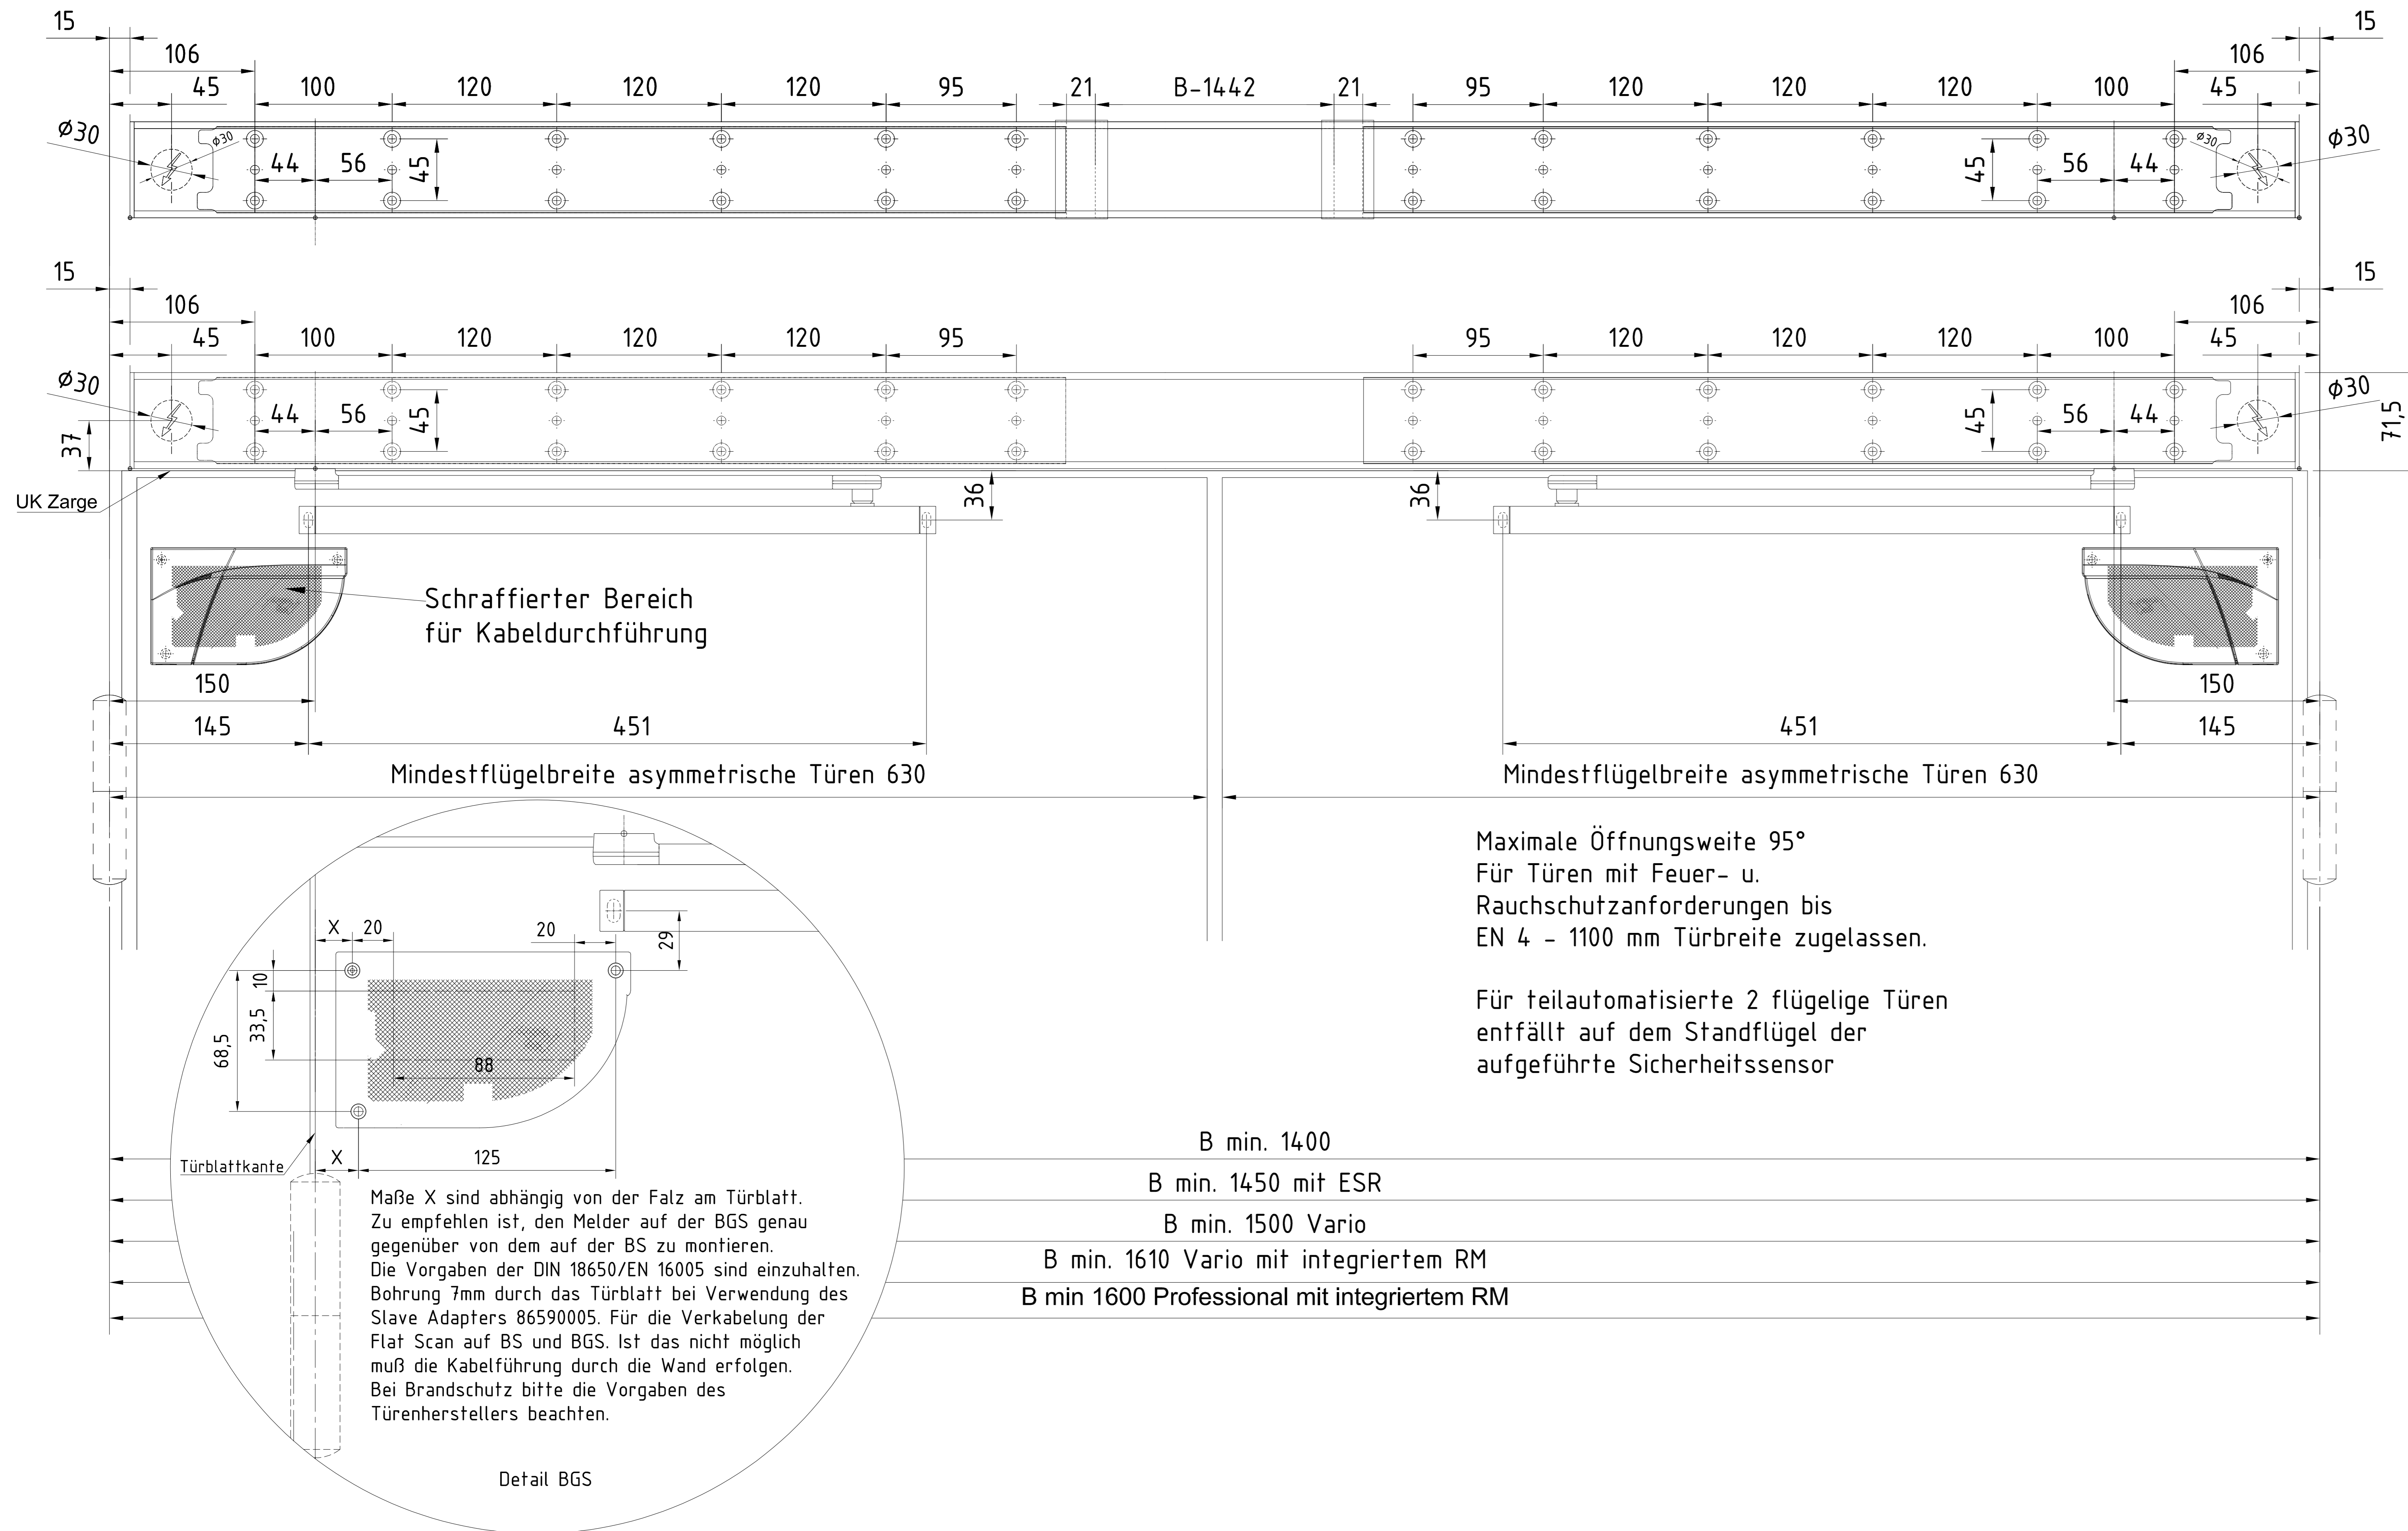 15
15
106
106
45
100
120
120
120
95
21
B-1442
21
95
120
120
120
100
45
ø30
ø30
ø30
ø30
44
56
45
45
56
44
15
15
106
106
45
100
120
120
120
95
95
120
120
120
100
45
ø30
ø30
37
44
56
45
45
56
44
71,5
UK Zarge
36
36
Schraffierter Bereich
für Kabeldurchführung
150
150
145
451
451
145
Mindestflügelbreite asymmetrische Türen 630
Mindestflügelbreite asymmetrische Türen 630
Maximale Öffnungsweite 95°
Für Türen mit Feuer- u.
Rauchschutzanforderungen bis
EN 4 - 1100 mm Türbreite zugelassen.
Für teilautomatisierte 2 flügelige Türen
entfällt auf dem Standflügel der
aufgeführte Sicherheitssensor
X
20
20
29
10
33,5
68,5
88
X
125
Türblattkante
Maße X sind abhängig von der Falz am Türblatt.
Zu empfehlen ist, den Melder auf der BGS genau
gegenüber von dem auf der BS zu montieren.
Die Vorgaben der DIN 18650/EN 16005 sind einzuhalten.
Bohrung 7mm durch das Türblatt bei Verwendung des
Slave Adapters 86590005. Für die Verkabelung der
Flat Scan auf BS und BGS. Ist das nicht möglich
muß die Kabelführung durch die Wand erfolgen.
Bei Brandschutz bitte die Vorgaben des
Türenherstellers beachten.
Detail BGS
B min. 1400
B min. 1450 mit ESR
B min. 1500 Vario
B min. 1610 Vario mit integriertem RM
B min 1600 Professional mit integriertem RM